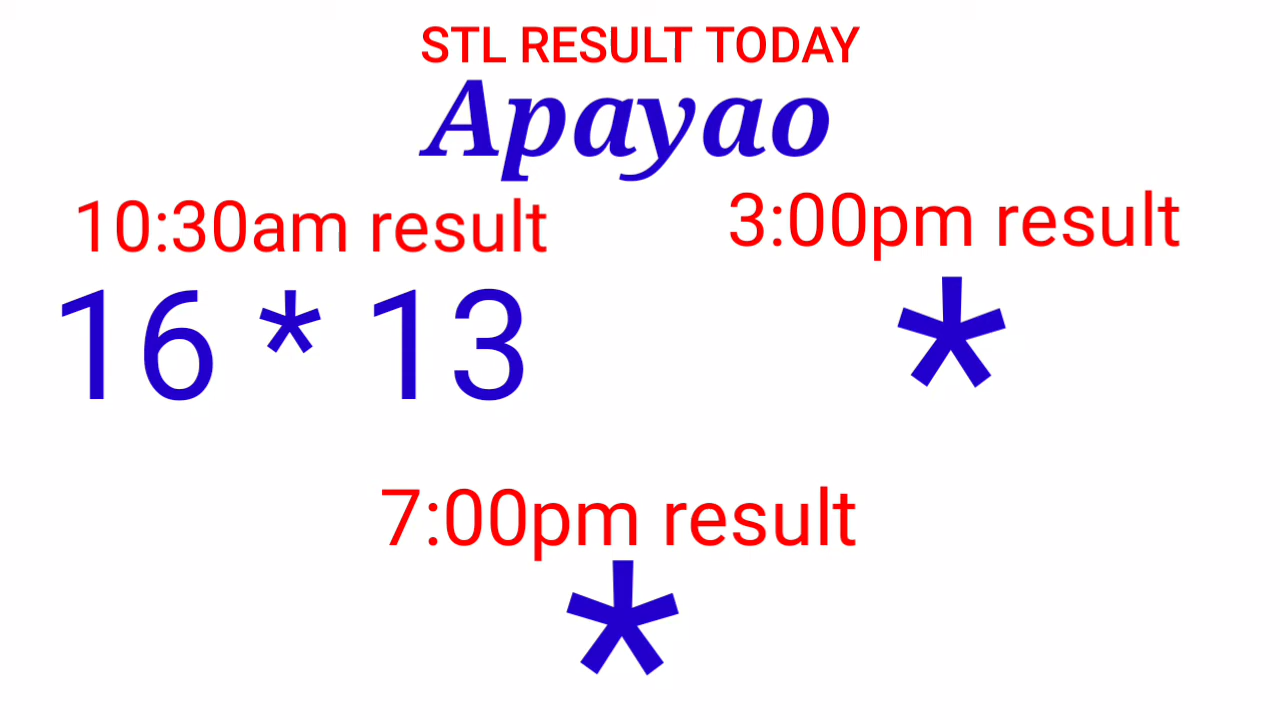 STL RESULT TODAY
Apayao
10:30am result
16 * 13
3:00pm result
*
7:00pm result
*